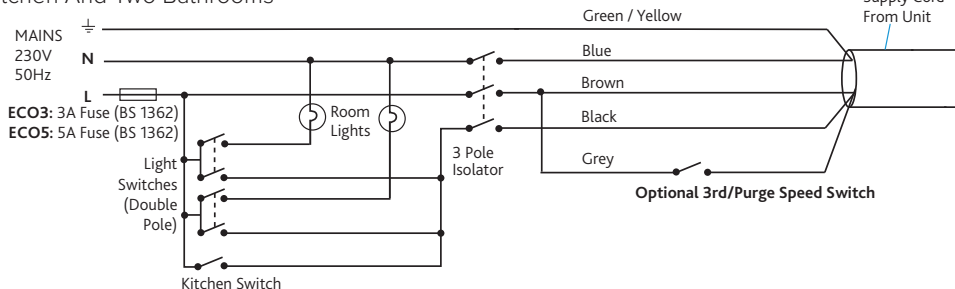 And Two Bathrooms
Supply Cord
From Unit
Green / Yellow
MAINS
230V
50Hz
N
Blue
L
Brown
ECO3: 3A Fuse (BS 1362)
ECO5: 5A Fuse (BS 1362)
Room
Lights
Black
3 Pole
Isolator
Grey
Light
Switches
(Double
Pole)
Optional 3rd/Purge Speed Switch
Kitchen Switch